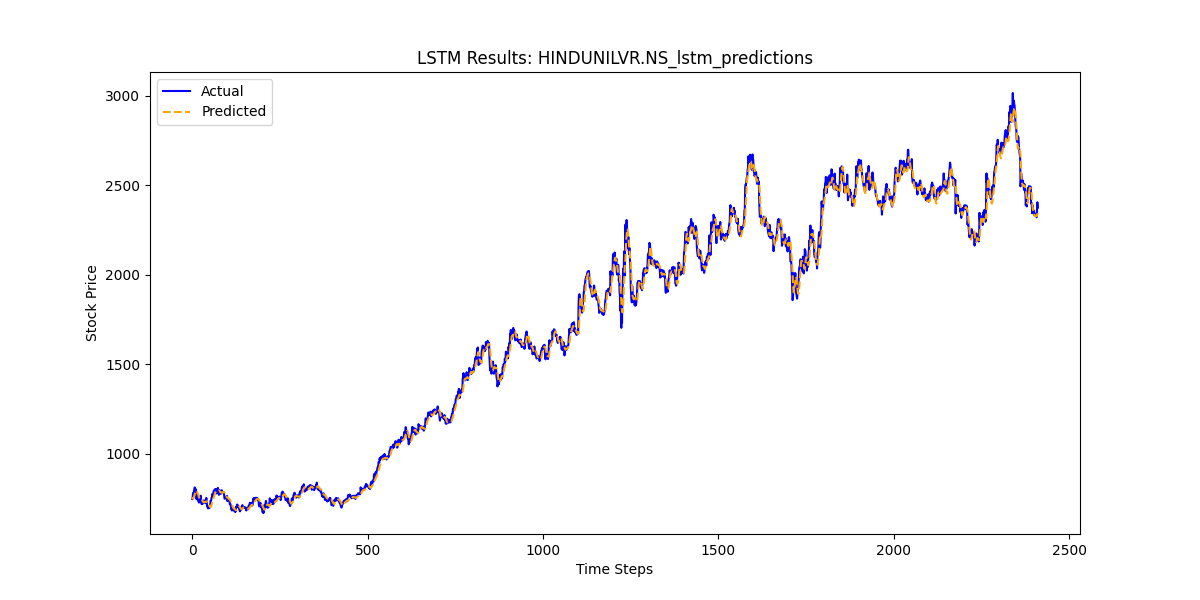 LSTM Results: HINDUNILVR.NS_lstm_predictions
Actual
Predicted
Stock Price
3000
2500
2000
1500
1000
0 500 1000 1500 2000 2500
Time Steps